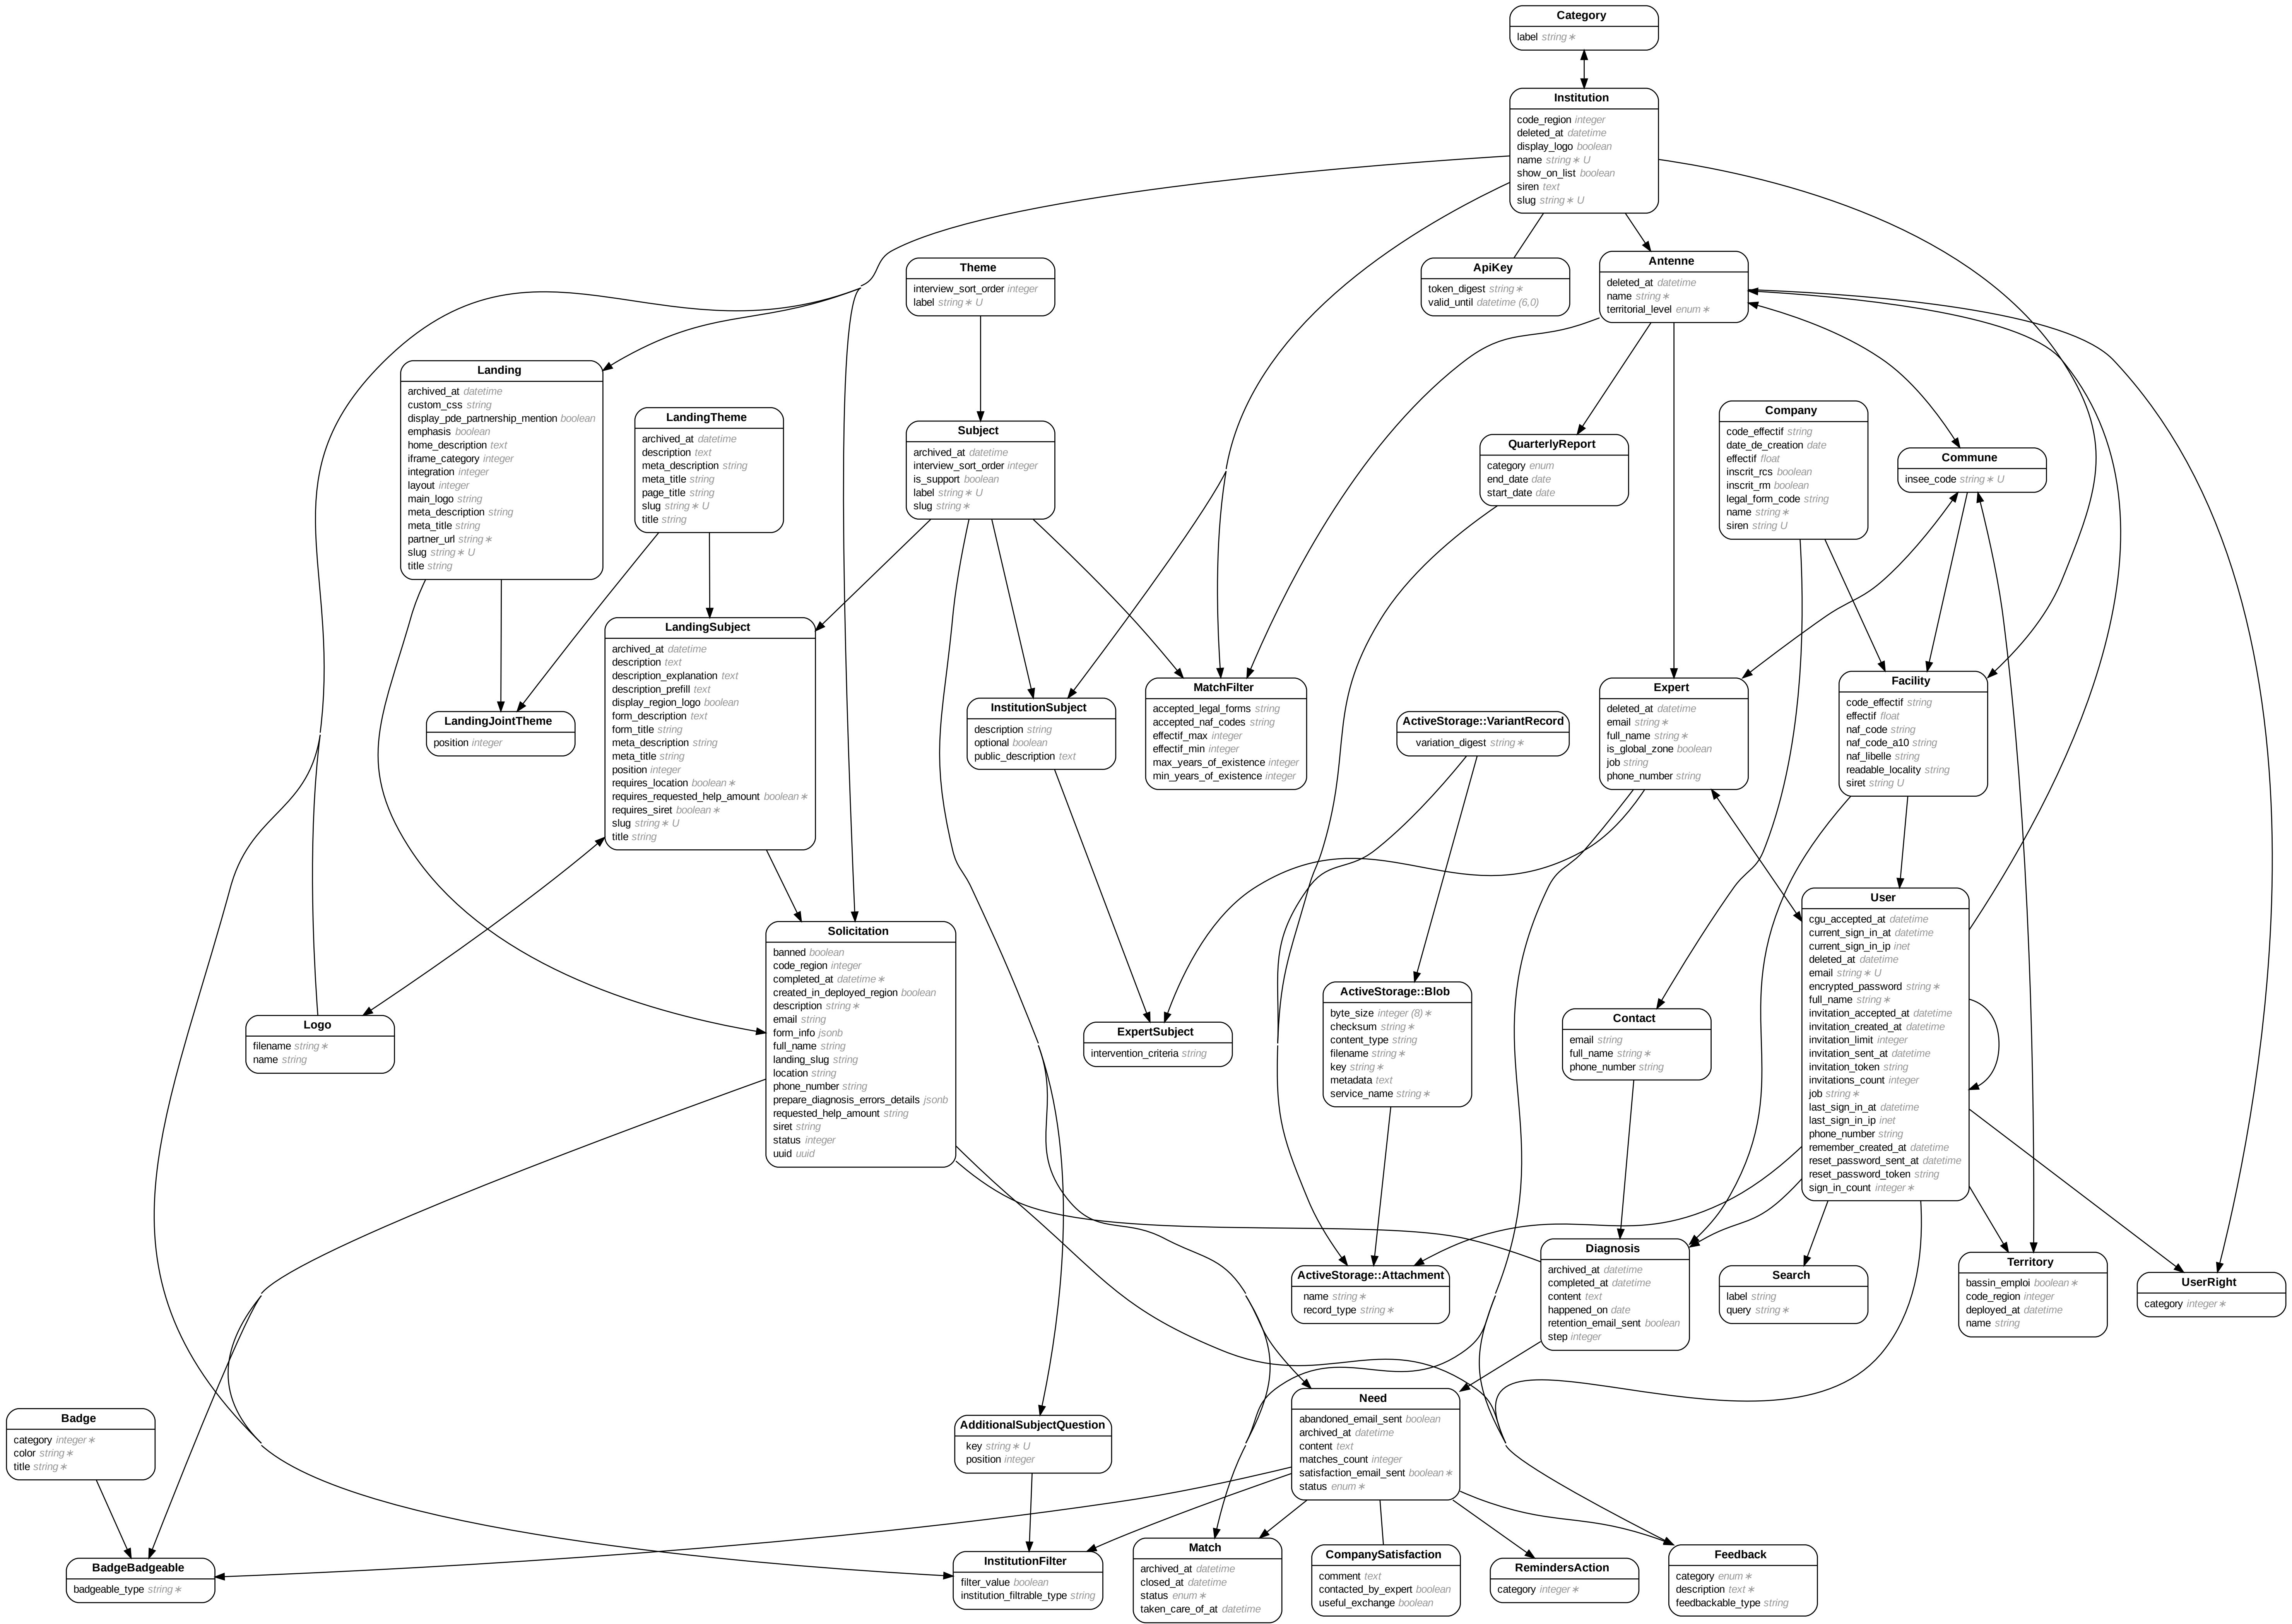 Category
label string∗
Institution
code_region integer
deleted_at datetime
display_logo boolean
name string∗ U
show_on_list boolean
siren text
slug string∗ U
Theme
interview_sort_order integer
label string∗ U
ApiKey
token_digest string∗
valid_until datetime (6,0)
Antenne
deleted_at datetime
name string∗
territorial_level enum∗
Landing
archived_at datetime
custom_css string
display_pde_partnership_mention boolean
emphasis boolean
home_description text
iframe_category integer
integration integer
layout integer
main_logo string
meta_description string
meta_title string
partner_url string∗
slug string∗ U
title string
LandingTheme
archived_at datetime
description text
meta_description string
meta_title string
page_title string
slug string∗ U
title string
Subject
archived_at datetime
interview_sort_order integer
is_support boolean
label string∗ U
slug string∗
QuarterlyReport
category enum
end_date date
start_date date
Company
code_effectif string
date_de_creation date
effectif float
inscrit_rcs boolean
inscrit_rm boolean
legal_form_code string
name string∗
siren string U
Commune
insee_code string∗ U
LandingSubject
archived_at datetime
description text
description_explanation text
description_prefill text
display_region_logo boolean
form_description text
form_title string
meta_description string
meta_title string
position integer
requires_location boolean∗
requires_requested_help_amount boolean∗
requires_siret boolean∗
slug string∗ U
title string
LandingJointTheme
position integer
InstitutionSubject
description string
optional boolean
public_description text
MatchFilter
accepted_legal_forms string
accepted_naf_codes string
effectif_max integer
effectif_min integer
max_years_of_existence integer
min_years_of_existence integer
ActiveStorage::VariantRecord
variation_digest string∗
Expert
deleted_at datetime
email string∗
full_name string∗
is_global_zone boolean
job string
phone_number string
Facility
code_effectif string
effectif float
naf_code string
naf_code_a10 string
naf_libelle string
readable_locality string
siret string U
User
cgu_accepted_at datetime
current_sign_in_at datetime
current_sign_in_ip inet
deleted_at datetime
email string∗ U
encrypted_password string∗
full_name string∗
invitation_accepted_at datetime
invitation_created_at datetime
invitation_limit integer
invitation_sent_at datetime
invitation_token string
invitations_count integer
job string∗
last_sign_in_at datetime
last_sign_in_ip inet
phone_number string
remember_created_at datetime
reset_password_sent_at datetime
reset_password_token string
sign_in_count integer∗
Solicitation
banned boolean
code_region integer
completed_at datetime∗
created_in_deployed_region boolean
description string∗
email string
form_info jsonb
full_name string
landing_slug string
location string
phone_number string
prepare_diagnosis_errors_details jsonb
requested_help_amount string
siret string
status integer
uuid uuid
Logo
filename string∗
name string
ExpertSubject
intervention_criteria string
ActiveStorage::Blob
byte_size integer (8)∗
checksum string∗
content_type string
filename string∗
key string∗
metadata text
service_name string∗
Contact
email string
full_name string∗
phone_number string
ActiveStorage::Attachment
name string∗
record_type string∗
Diagnosis
archived_at datetime
completed_at datetime
content text
happened_on date
retention_email_sent boolean
step integer
Search
label string
query string∗
Territory
bassin_emploi boolean∗
code_region integer
deployed_at datetime
name string
UserRight
category integer∗
Badge
category integer∗
color string∗
title string∗
AdditionalSubjectQuestion
key string∗ U
position integer
Need
abandoned_email_sent boolean
archived_at datetime
content text
matches_count integer
satisfaction_email_sent boolean∗
status enum∗
BadgeBadgeable
badgeable_type string∗
InstitutionFilter
filter_value boolean
institution_filtrable_type string
Match
archived_at datetime
closed_at datetime
status enum∗
taken_care_of_at datetime
CompanySatisfaction
comment text
contacted_by_expert boolean
useful_exchange boolean
RemindersAction
category integer∗
Feedback
category enum∗
description text∗
feedbackable_type string